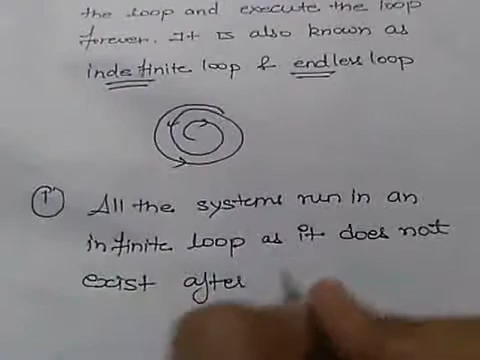 the loop and execute the loop
forever. It is also known as
indefinite loop & endless loop
① All the systems run in an
infinite loop as it does not
exist after